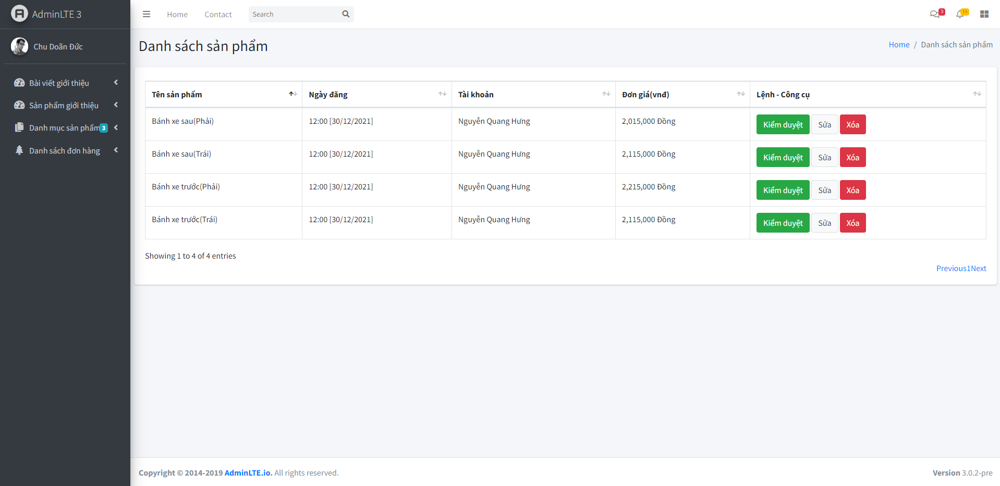 AdminLTE 3
Home
Contact
Search
3
15
Chu Doãn Đức
Bài viết giới thiệu
Sản phẩm giới thiệu
Danh mục sản phẩm 3
Danh sách đơn hàng
Danh sách sản phẩm
Home / Danh sách sản phẩm
Tên sản phẩm Ngày đăng Tài khoản Đơn giá(vnđ) Lệnh - Công cụ
Bánh xe sau(Phải) 12:00 [30/12/2021] Nguyễn Quang Hưng 2,015,000 Đồng Kiểm duyệt Sửa Xóa
Bánh xe sau(Trái) 12:00 [30/12/2021] Nguyễn Quang Hưng 2,115,000 Đồng Kiểm duyệt Sửa Xóa
Bánh xe trước(Phải) 12:00 [30/12/2021] Nguyễn Quang Hưng 2,215,000 Đồng Kiểm duyệt Sửa Xóa
Bánh xe trước(Trái) 12:00 [30/12/2021] Nguyễn Quang Hưng 2,115,000 Đồng Kiểm duyệt Sửa Xóa
Showing 1 to 4 of 4 entries
Previous1Next
Copyright © 2014-2019 AdminLTE.io. All rights reserved.
Version 3.0.2-pre